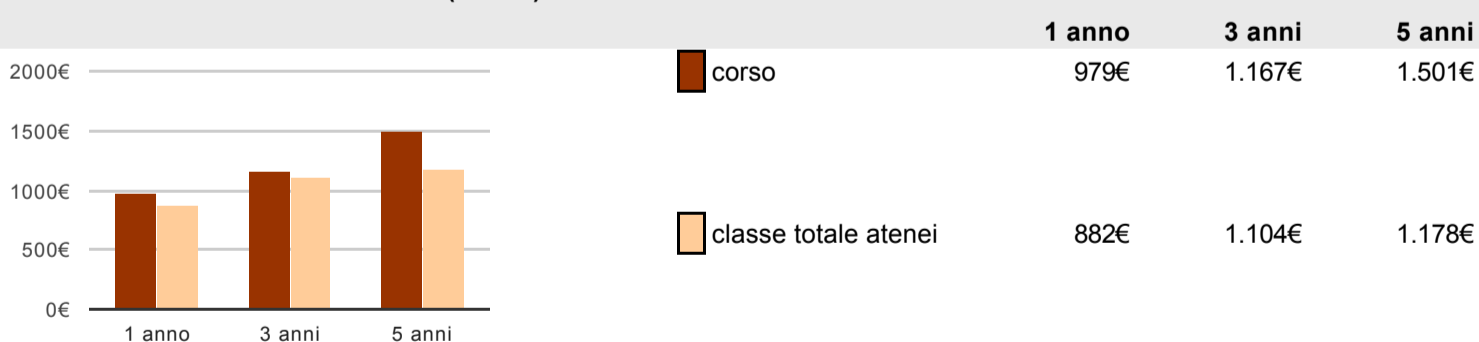 1 anno 3 anni 5 anni
2000€
1500€
1000€
500€
0€
1 anno 3 anni 5 anni
corso 979€ 1.167€ 1.501€
classe totale atenei 882€ 1.104€ 1.178€